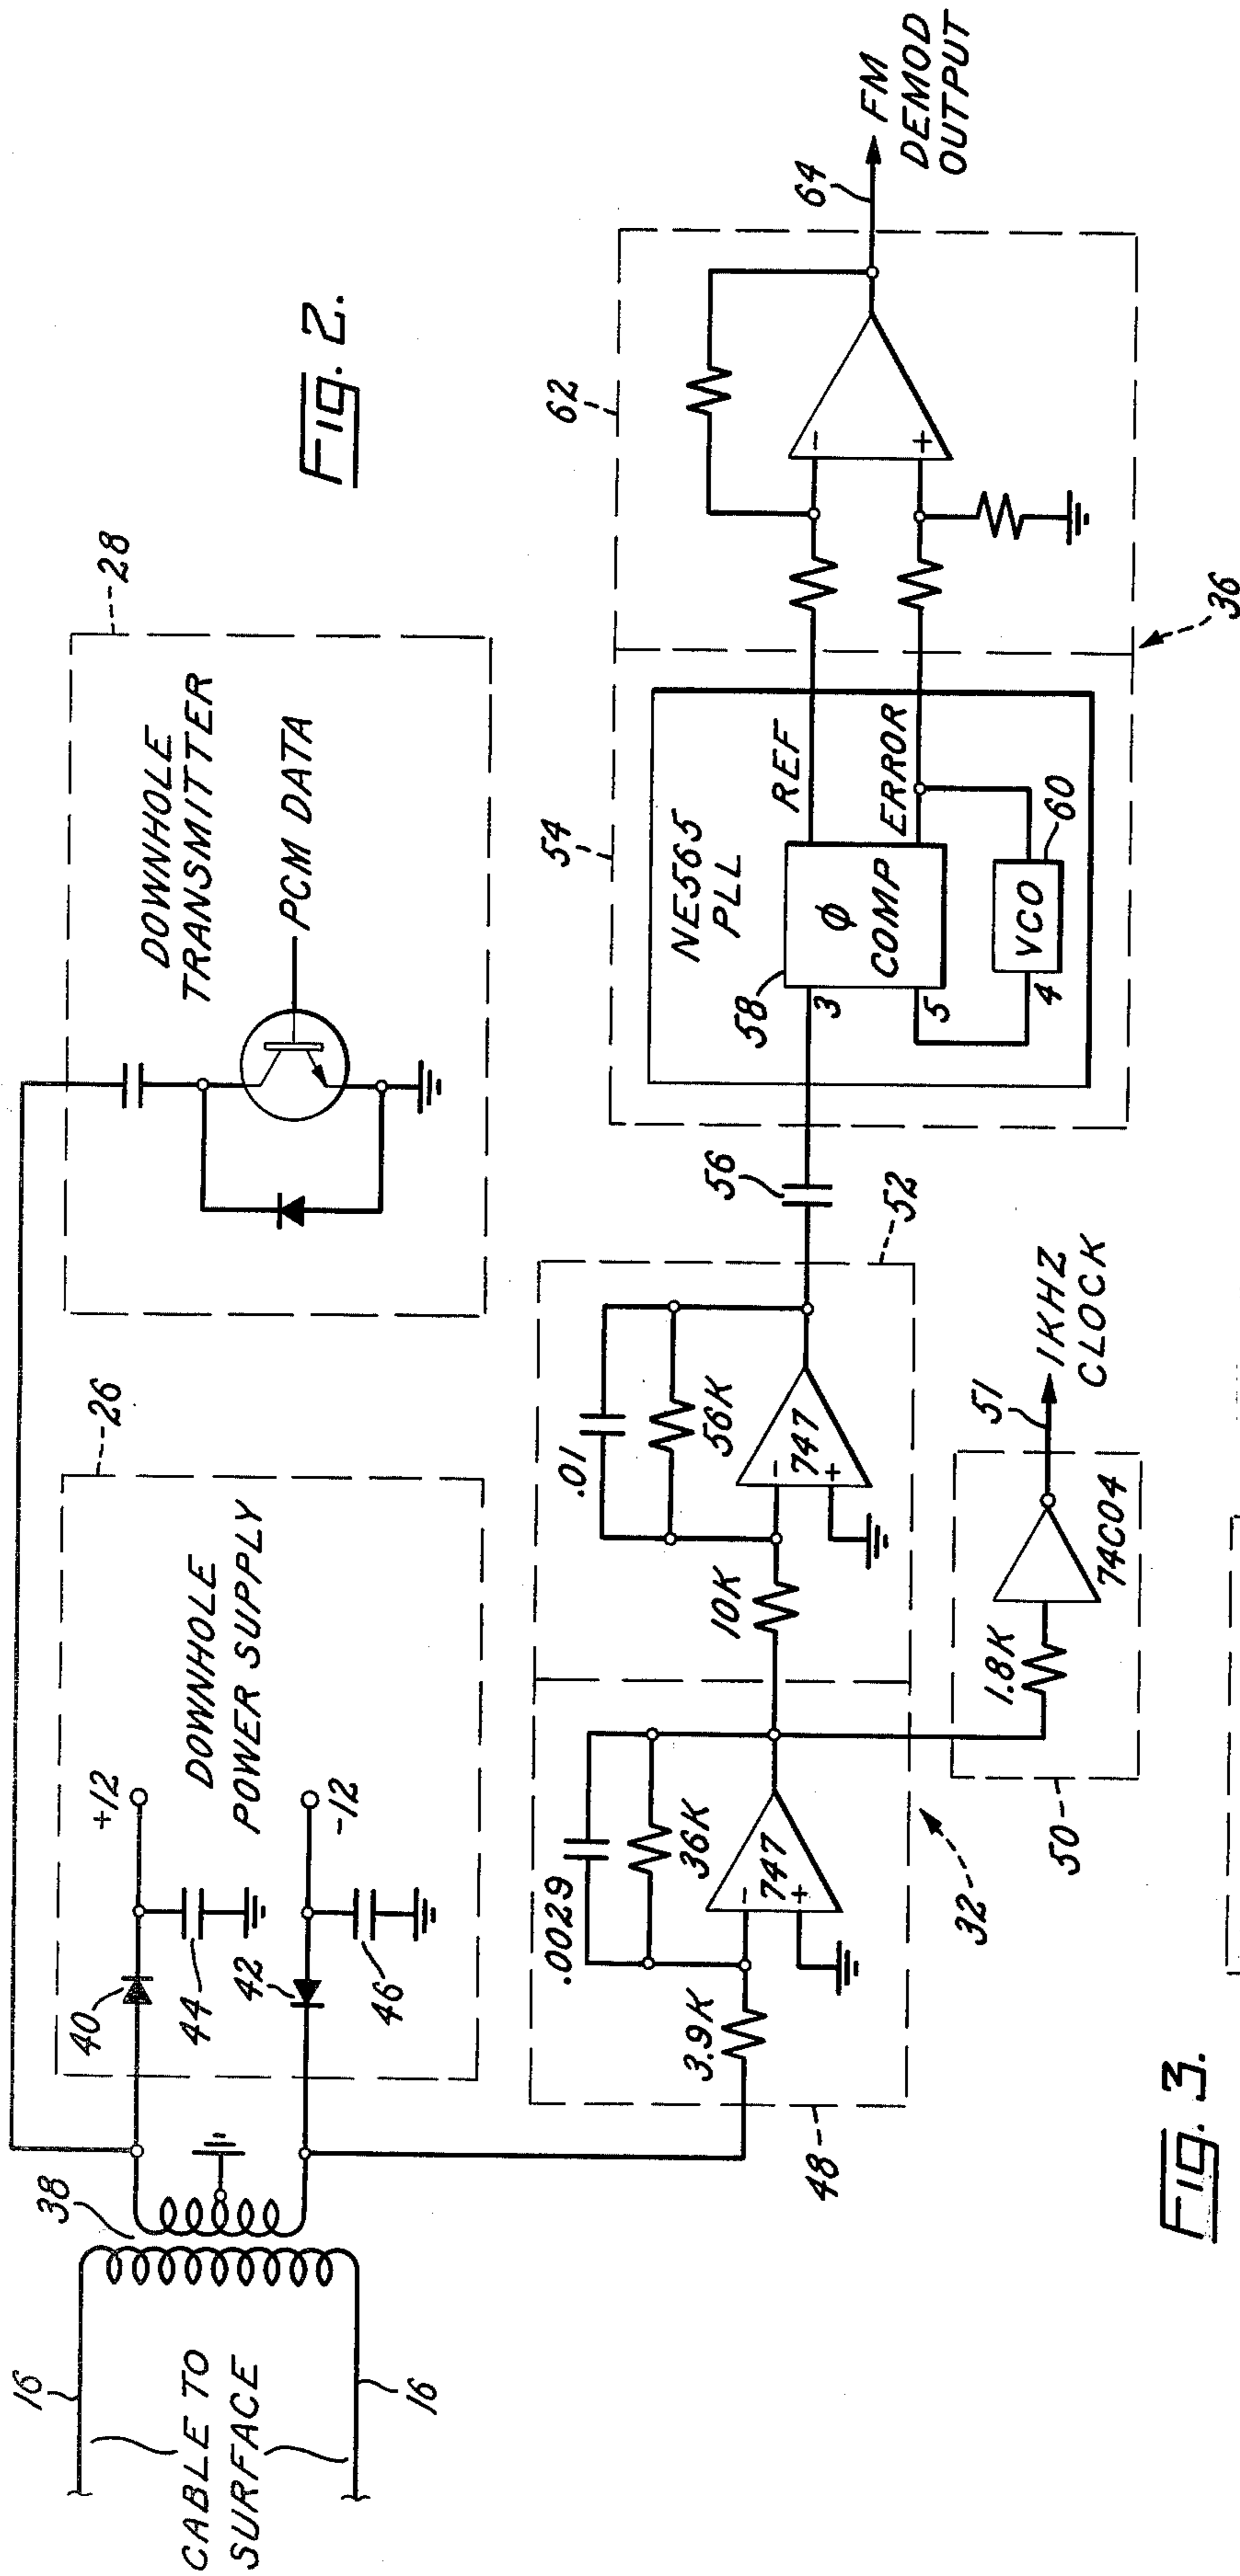 16
CABLE TO
SURFACE
16
38
26
40
+12
44
DOWNHOLE
POWER SUPPLY
42
-12
46
28
DOWNHOLE
TRANSMITTER
PCM DATA
Fig. 2.
48
3.9K
.0029
36K
-
747
+
32
10K
.01
56K
-
747
+
52
50
1.8K
74C04
51
1KHZ
CLOCK
56
54
NE565
PLL
58
3
Φ
COMP
5
REF
ERROR
4
VCO
60
62
-
+
64
FM
DEMOD
OUTPUT
36
Fig. 3.